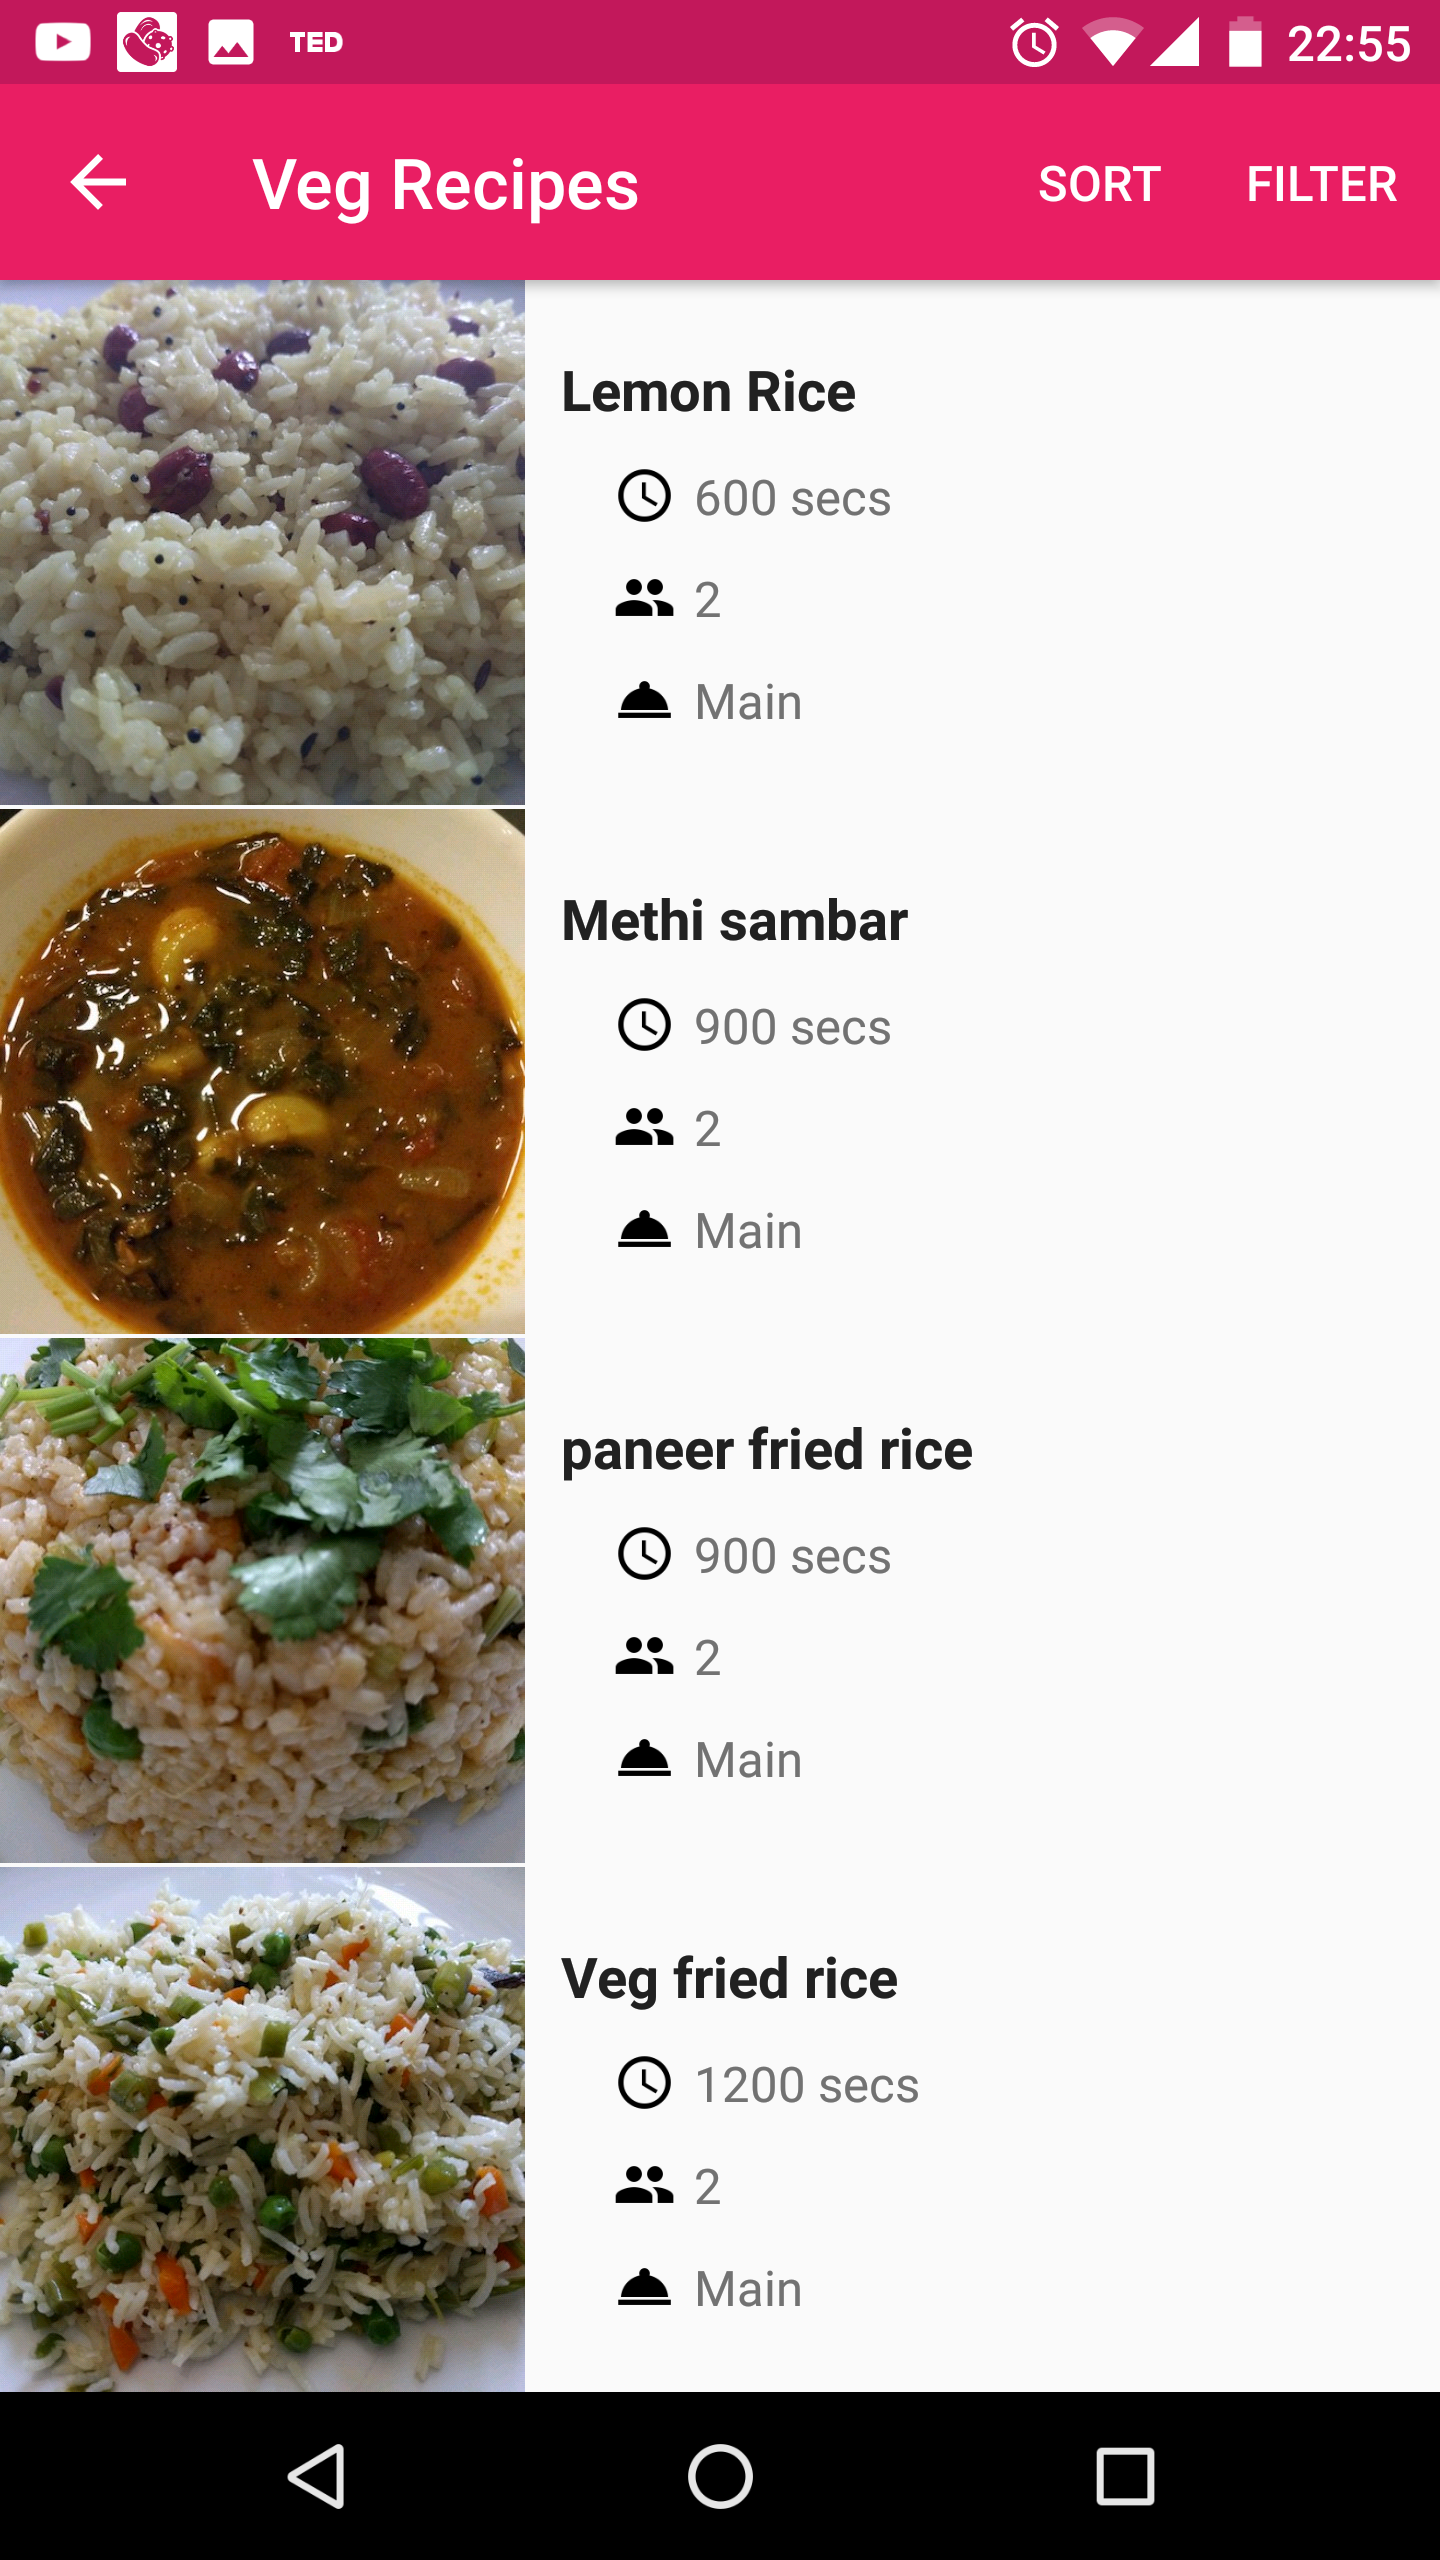 TED 22:55
Veg Recipes SORT FILTER
Lemon Rice
600 secs
2
Main
Methi sambar
900 secs
2
Main
paneer fried rice
900 secs
2
Main
Veg fried rice
1200 secs
2
Main